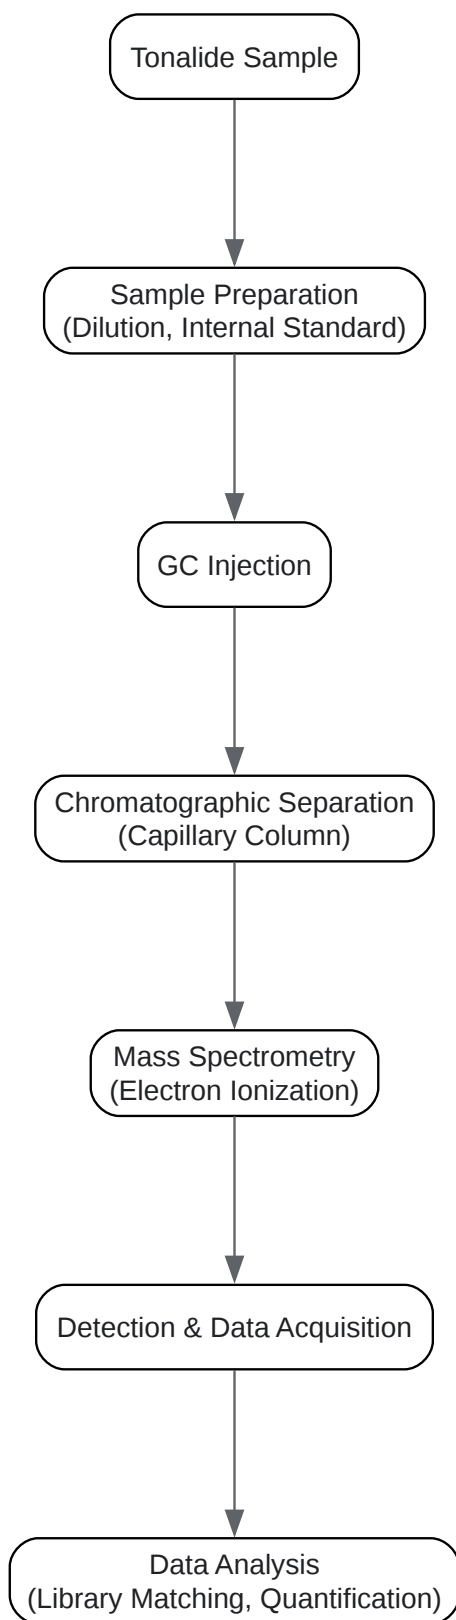 Tonalide Sample
Sample Preparation
(Dilution, Internal Standard)
GC Injection
Chromatographic Separation
(Capillary Column)
Mass Spectrometry
(Electron Ionization)
Detection & Data Acquisition
Data Analysis
(Library Matching, Quantification)